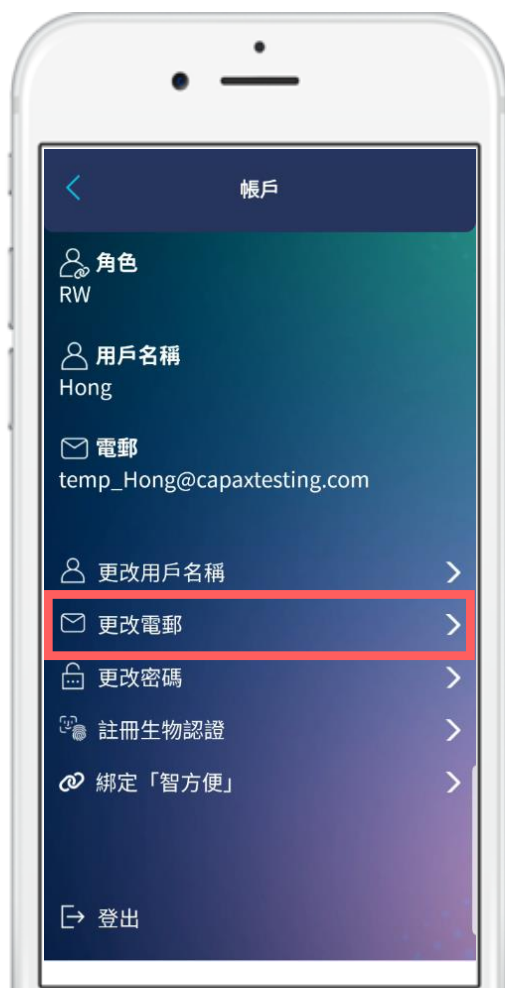 帳戶
角色
RW
用戶名稱
Hong
電郵
temp_Hong@capaxtesting.com
更改用戶名稱
更改電郵
更改密碼
註冊生物認證
綁定「智方便」
登出